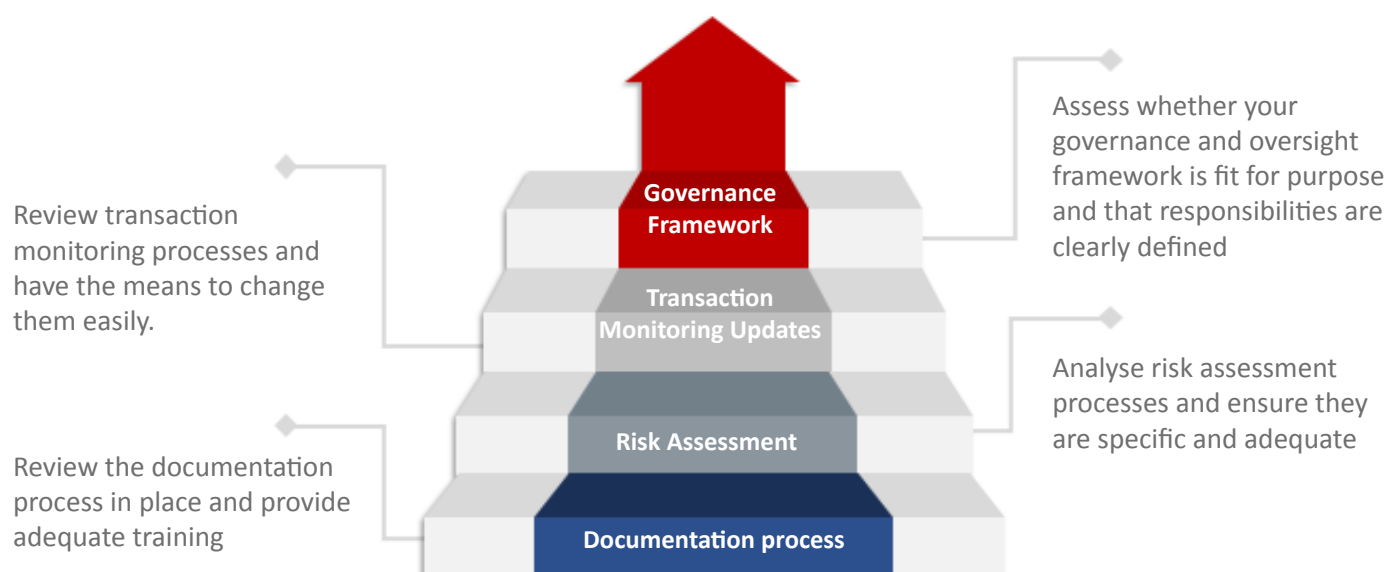 Governance
Framework
Assess whether your
governance and oversight
framework is fit for purpose
and that responsibilities are
clearly defined
Review transaction
monitoring processes and
have the means to change
them easily.
Transaction
Monitoring Updates
Analyse risk assessment
processes and ensure they
are specific and adequate
Risk Assessment
Review the documentation
process in place and provide
adequate training
Documentation process